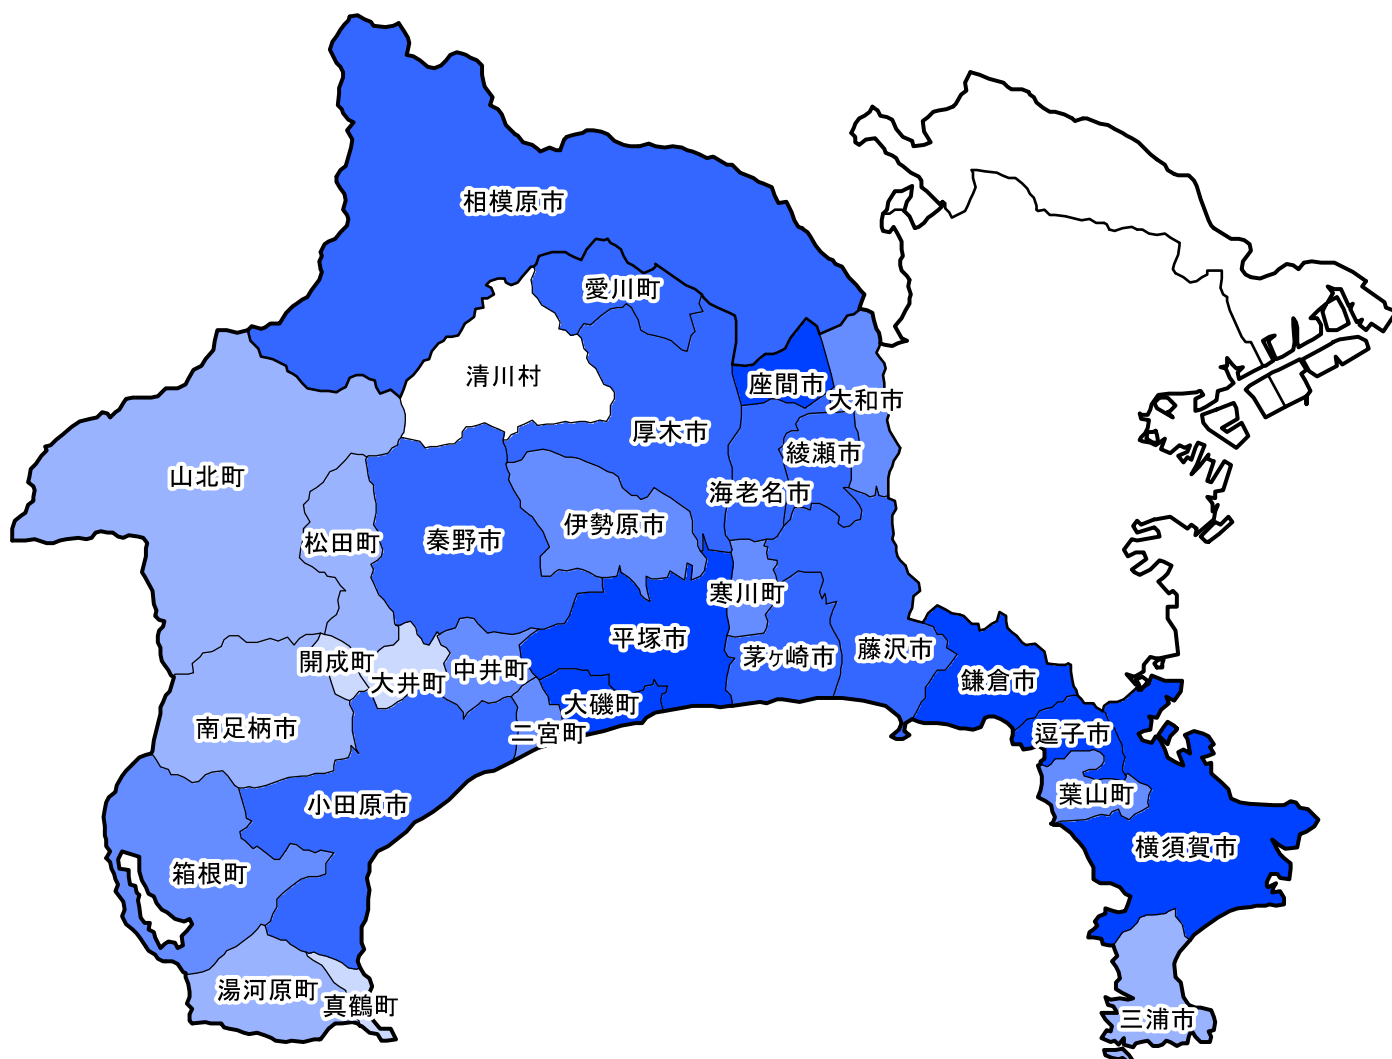 相模原市
愛川町
清川村
座間市
大和市
厚木市
綾瀬市
山北町
海老名市
伊勢原市
秦野市
松田町
寒川町
平塚市
茅ヶ崎市
藤沢市
開成町
大井町
中井町
鎌倉市
大磯町
南足柄市
二宮町
逗子市
葉山町
小田原市
横須賀市
箱根町
湯河原町
真鶴町
三浦市